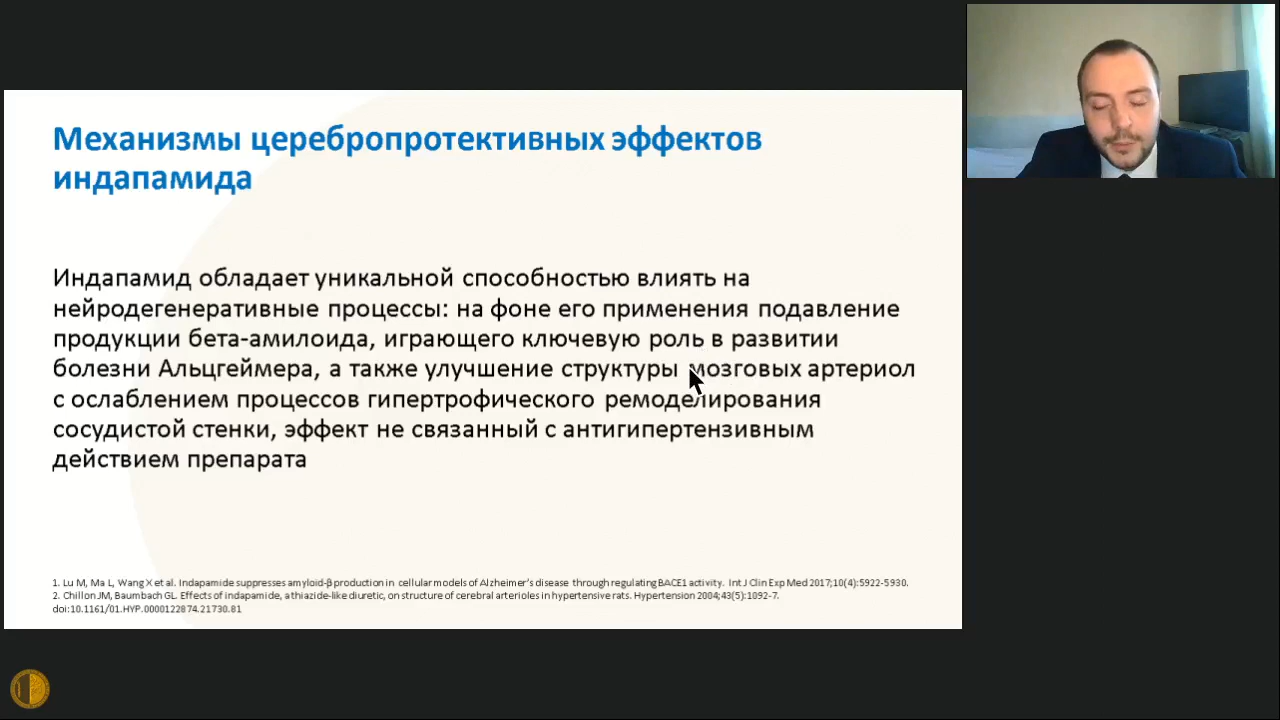 Механизмы церебропротективных эффектов
индапамида
Индапамид обладает уникальной способностью влиять на
нейродегенеративные процессы: на фоне его применения подавление
продукции бета-амилоида, играющего ключевую роль в развитии
болезни Альцгеймера, а также улучшение структуры мозговых артериол
с ослаблением процессов гипертрофического ремоделирования
сосудистой стенки, эффект не связанный с антигипертензивным
действием препарата
1. Lu M, Ma L, Wang X et al. Indapamide suppresses amyloid-β production in cellular models of Alzheimer's disease through regulating BACE1 activity. Int J Clin Exp Med 2017;10(4):5922-5930.
2. Chillon JM, Baumbach GL. Effects of indapamide, a thiazide-like diuretic, on structure of cerebral arterioles in hypertensive rats. Hypertension 2004;43(5):1092-7.
doi:10.1161/01.HYP.0000122874.21730.81